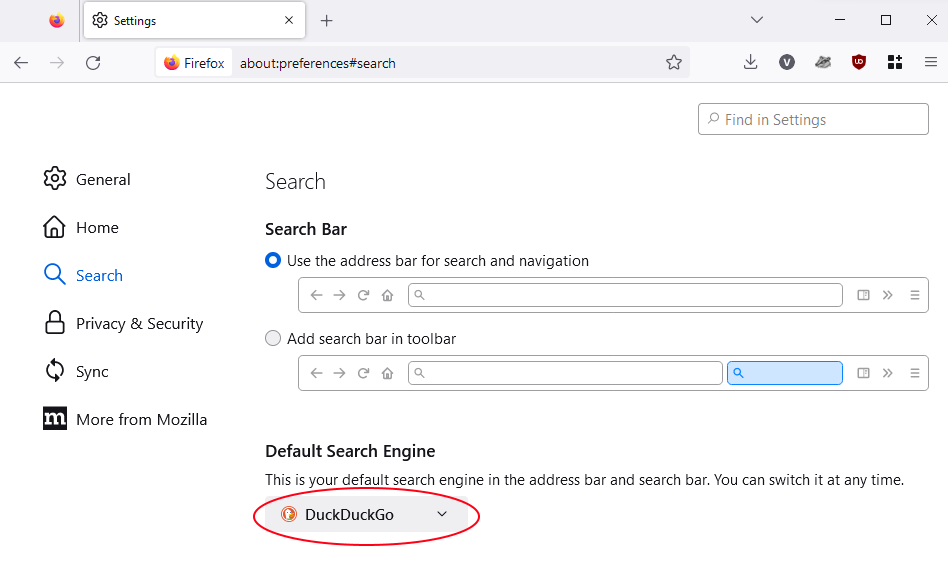 Settings
Firefox about:preferences#search
V
UD
Find in Settings
General
Home
Search
Privacy & Security
Sync
m More from Mozilla
Search
Search Bar
Use the address bar for search and navigation
Add search bar in toolbar
Default Search Engine
This is your default search engine in the address bar and search bar. You can switch it at any time.
DuckDuckGo